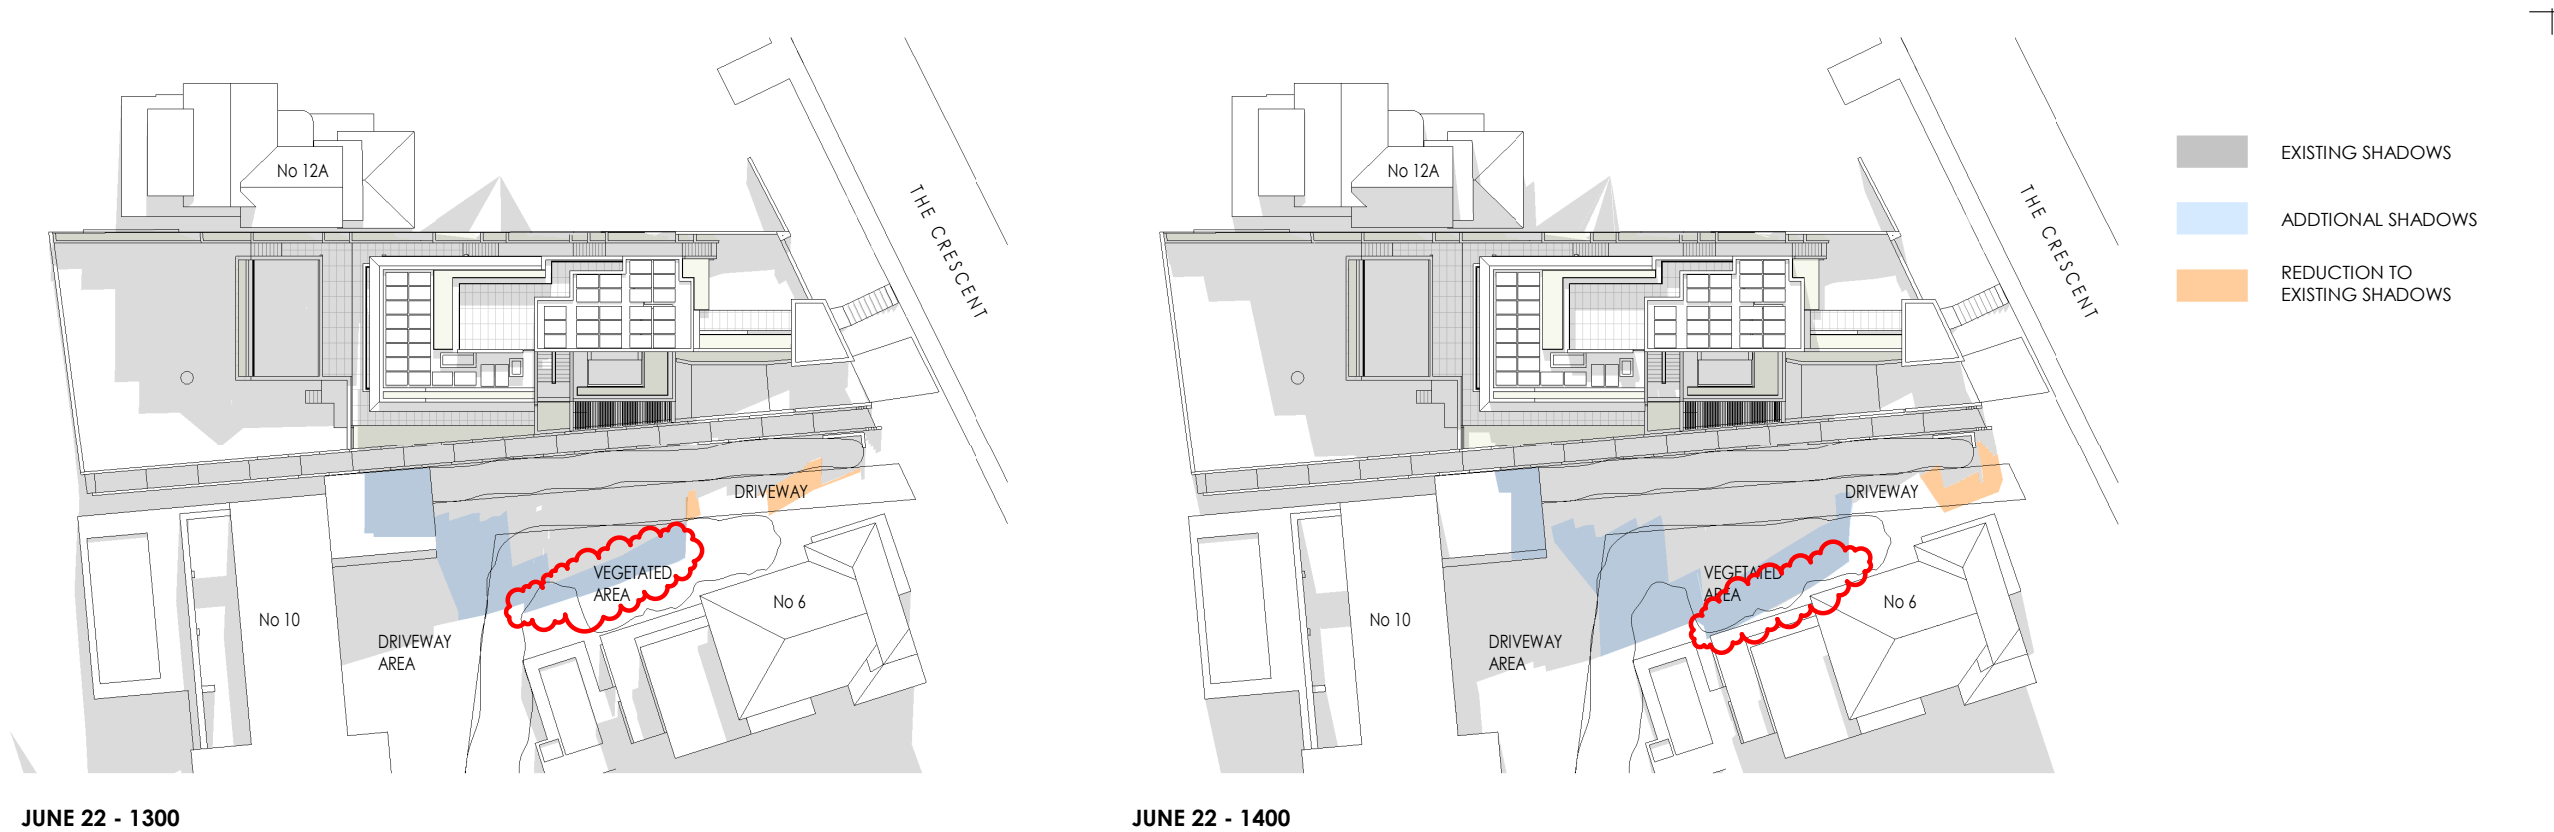 No 12A
THE CRESCENT
DRIVEWAY
VEGETATED
AREA
No 6
No 10
DRIVEWAY
AREA
JUNE 22 - 1300
No 12A
THE CRESCENT
DRIVEWAY
VEGETATED
AREA
No 6
No 10
DRIVEWAY
AREA
JUNE 22 - 1400
EXISTING SHADOWS
ADDTIONAL SHADOWS
REDUCTION TO
EXISTING SHADOWS